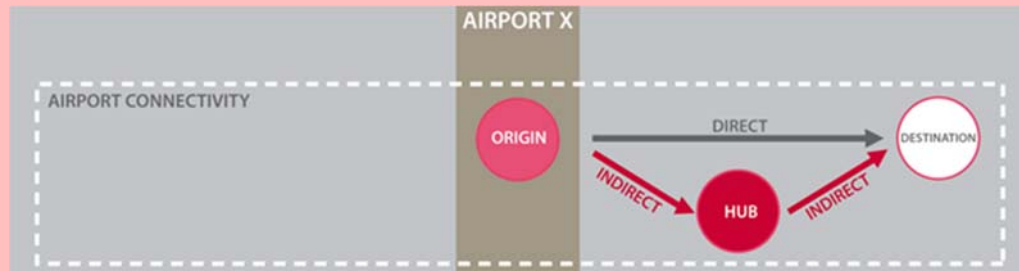 AIRPORT X
AIRPORT CONNECTIVITY
ORIGIN
DIRECT
DESTINATION
INDIRECT
HUB
INDIRECT